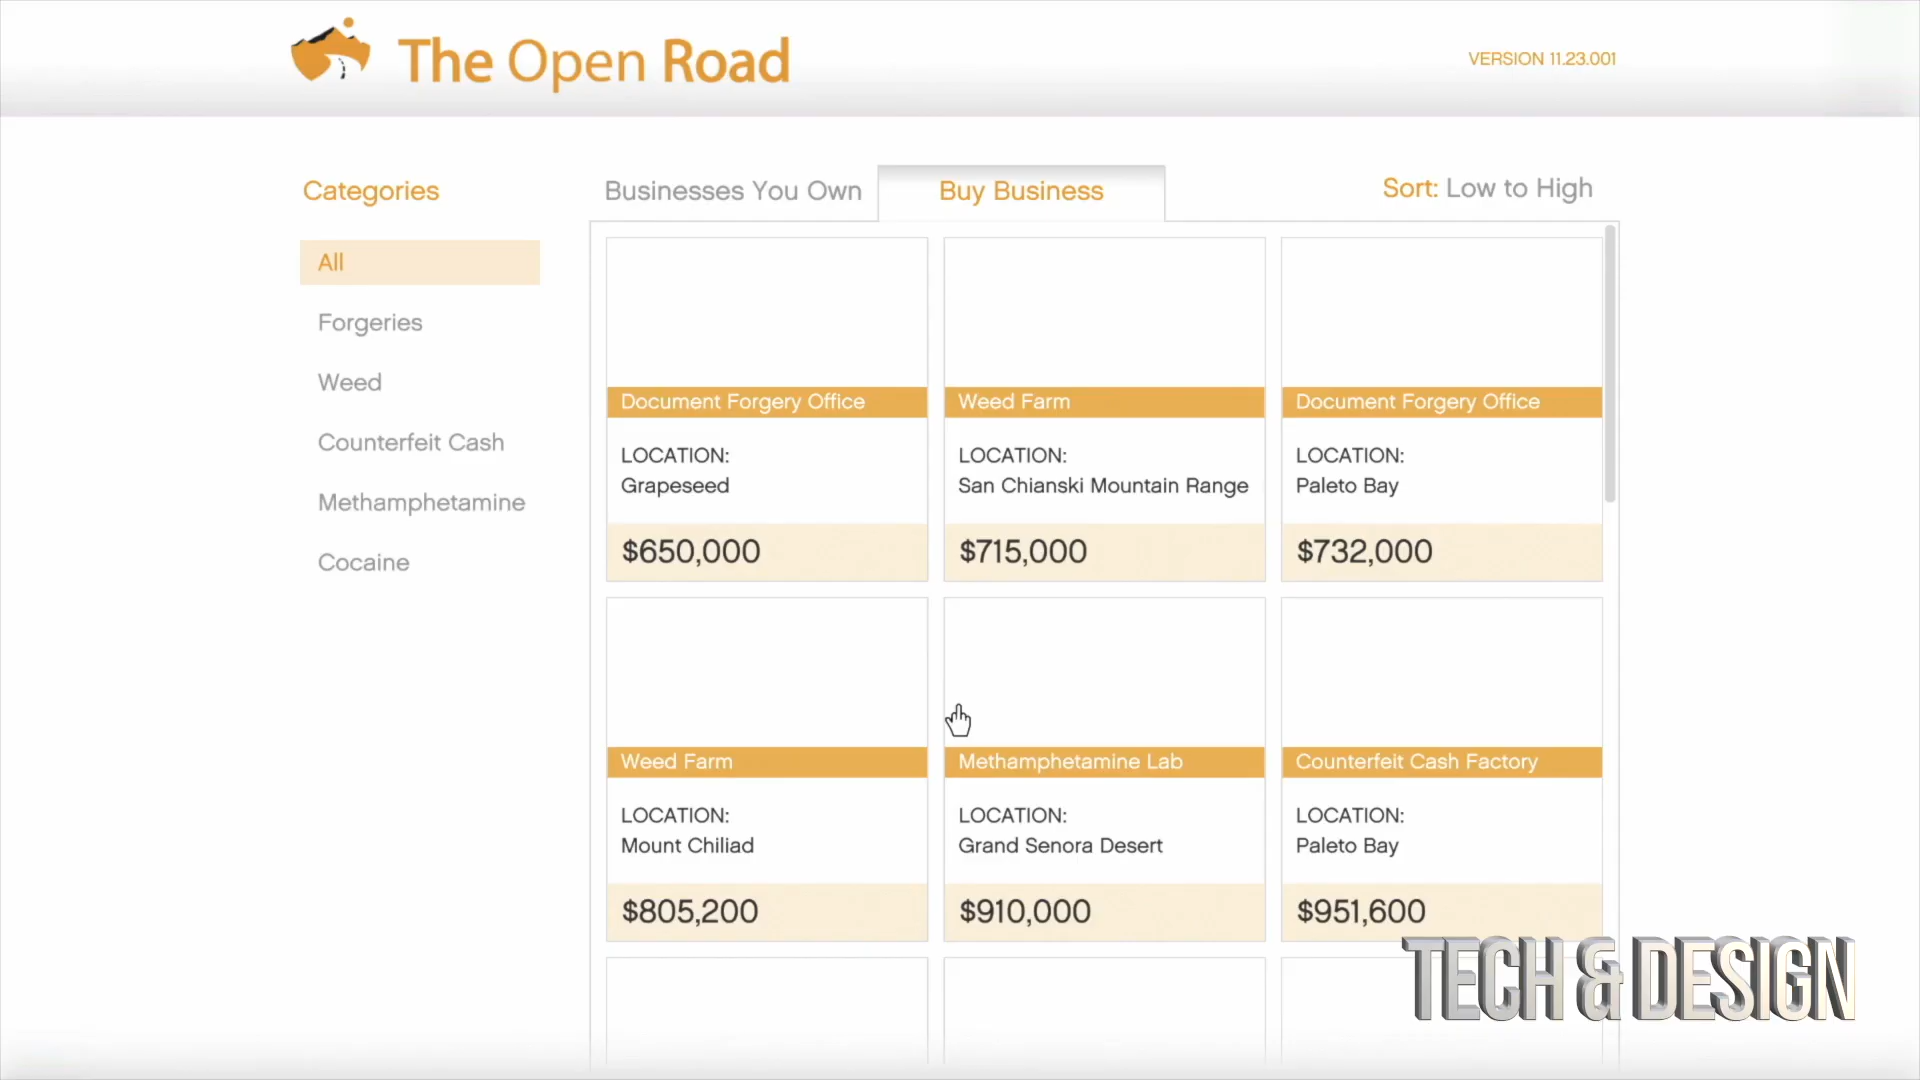 The Open Road
VERSION 11.23.001
Categories
Businesses You Own
Buy Business
Sort: Low to High
All
Forgeries
Weed
Counterfeit Cash
Methamphetamine
Cocaine
Document Forgery Office
LOCATION:
Grapeseed
$650,000
Weed Farm
LOCATION:
San Chianski Mountain Range
$715,000
Document Forgery Office
LOCATION:
Paleto Bay
$732,000
Weed Farm
LOCATION:
Mount Chiliad
$805,200
Methamphetamine Lab
LOCATION:
Grand Senora Desert
$910,000
Counterfeit Cash Factory
LOCATION:
Paleto Bay
$951,600
TECH & DESIGN